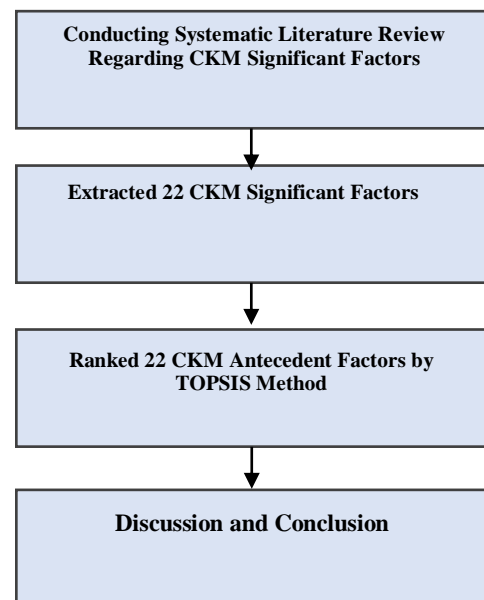 Conducting Systematic Literature Review
Regarding CKM Significant Factors
Extracted 22 CKM Significant Factors
Ranked 22 CKM Antecedent Factors by
TOPSIS Method
Discussion and Conclusion